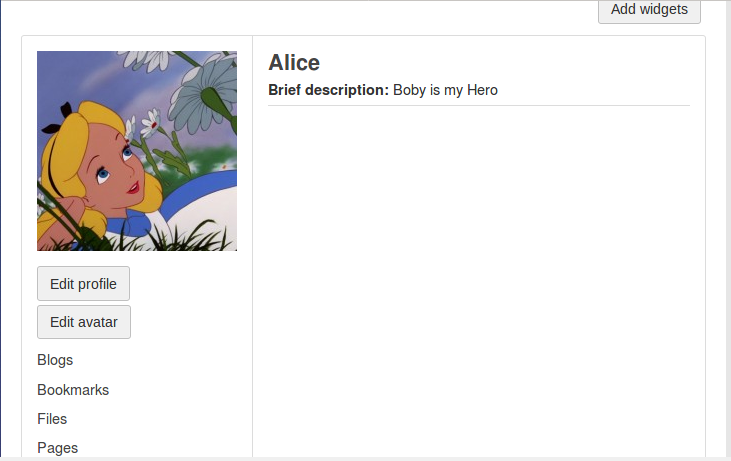 Add widgets
Alice
Brief description: Boby is my Hero
Edit profile
Edit avatar
Blogs
Bookmarks
Files
Pages